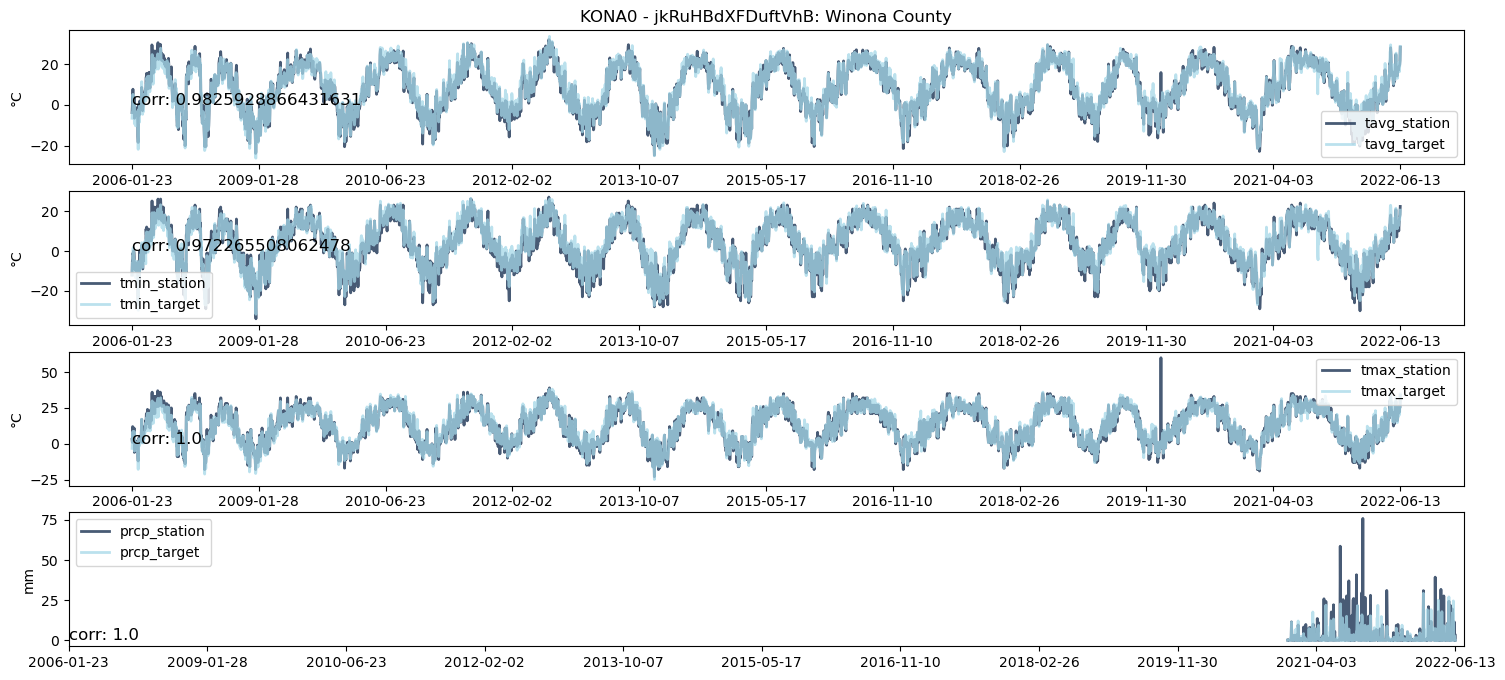 KONA0 - jkRuHBdXFDuftVhB: Winona County
°C
20
0
−20
corr: 0.9825928866431631
tavg_station
tavg_target
2006-01-23 2009-01-28 2010-06-23 2012-02-02 2013-10-07 2015-05-17 2016-11-10 2018-02-26 2019-11-30 2021-04-03 2022-06-13
°C
20
0
−20
corr: 0.972265508062478
tmin_station
tmin_target
2006-01-23 2009-01-28 2010-06-23 2012-02-02 2013-10-07 2015-05-17 2016-11-10 2018-02-26 2019-11-30 2021-04-03 2022-06-13
°C
50
25
0
−25
corr: 1.0
tmax_station
tmax_target
2006-01-23 2009-01-28 2010-06-23 2012-02-02 2013-10-07 2015-05-17 2016-11-10 2018-02-26 2019-11-30 2021-04-03 2022-06-13
mm
75
50
25
0
prcp_station
prcp_target
corr: 1.0
2006-01-23 2009-01-28 2010-06-23 2012-02-02 2013-10-07 2015-05-17 2016-11-10 2018-02-26 2019-11-30 2021-04-03 2022-06-13